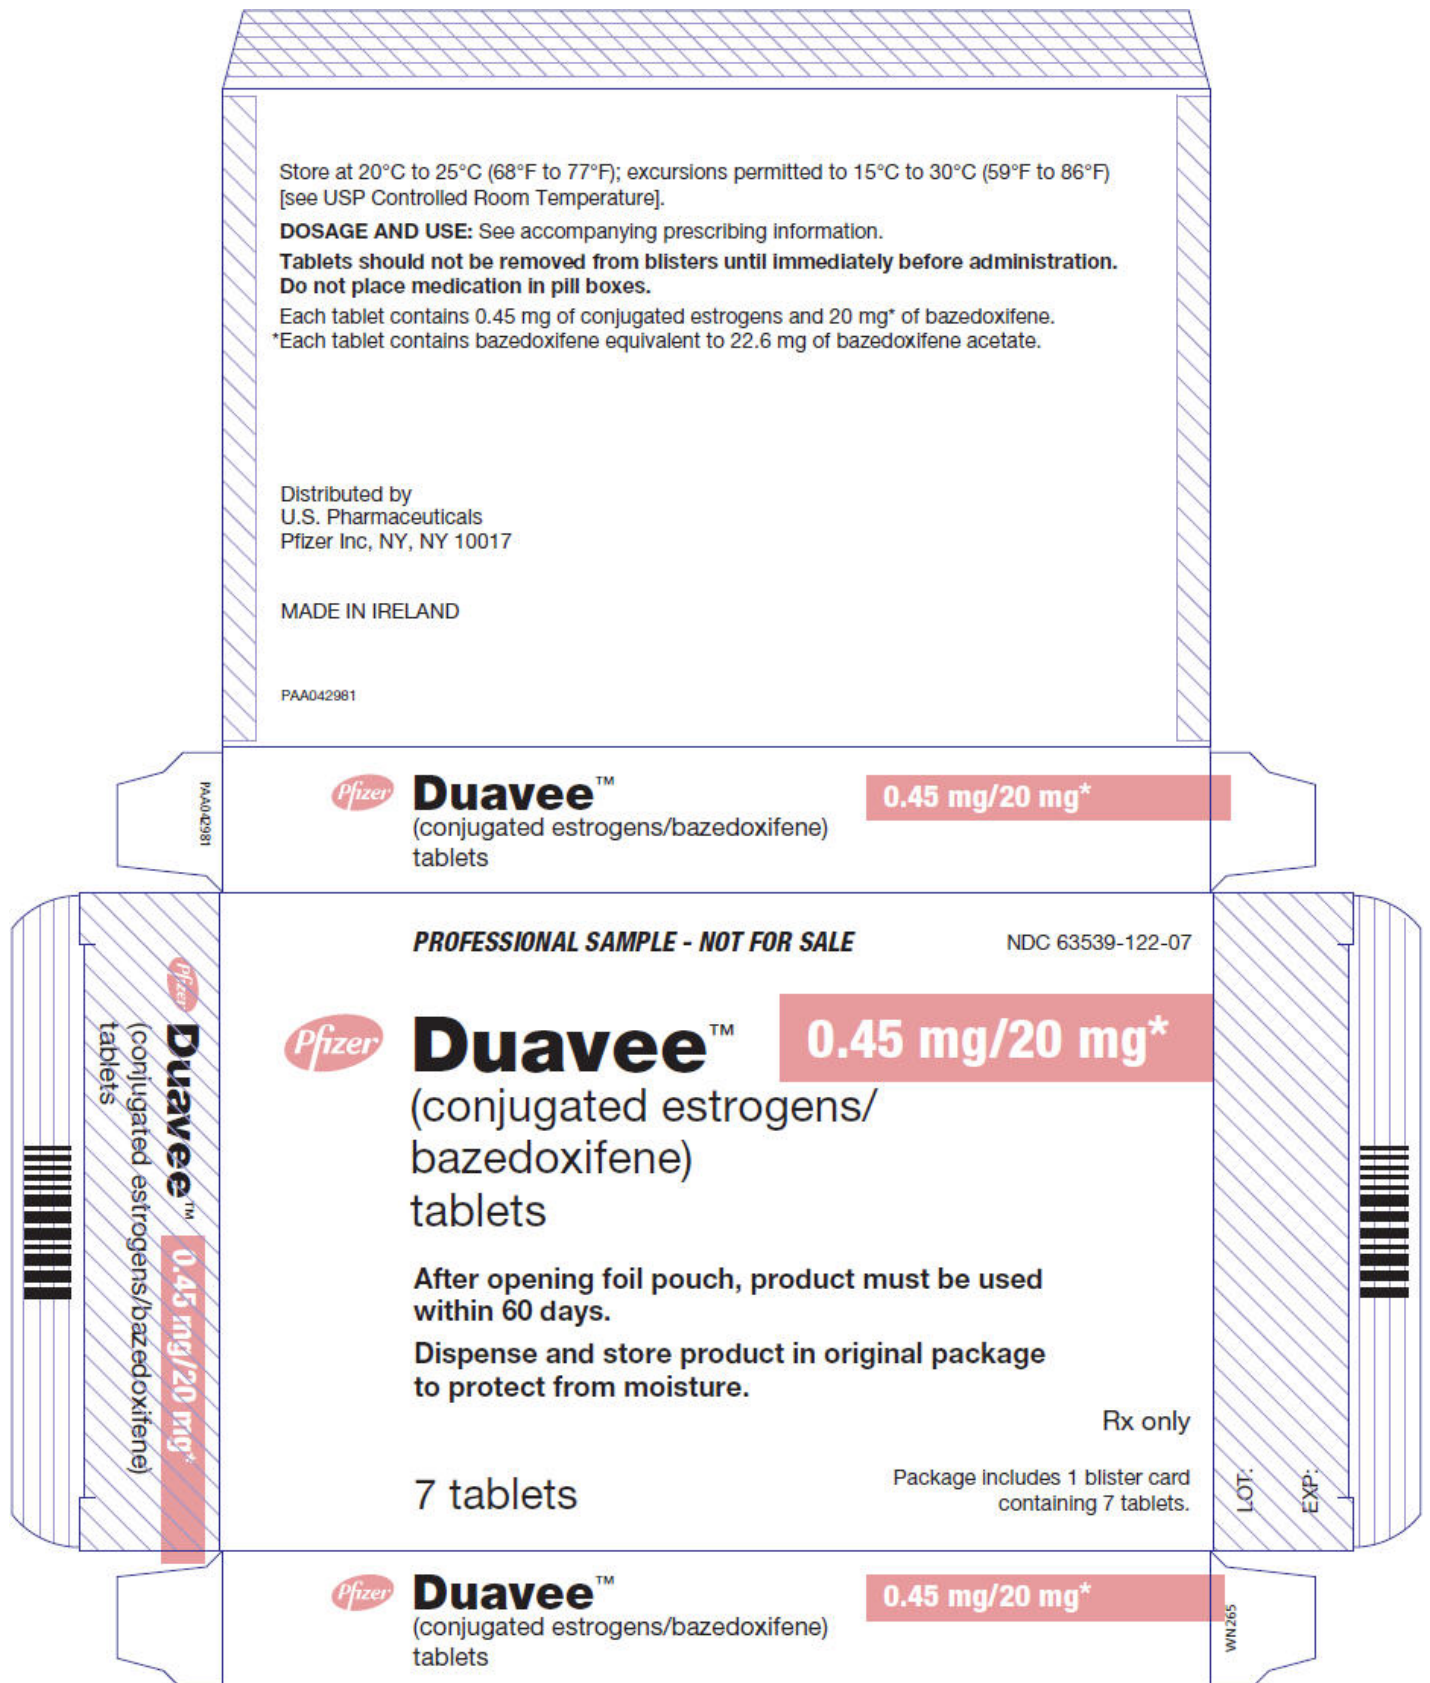 Store at 20°C to 25°C (68°F to 77°F); excursions permitted to 15°C to 30°C (59°F to 86°F)
[see USP Controlled Room Temperature].
DOSAGE AND USE: See accompanying prescribing information.
Tablets should not be removed from blisters until immediately before administration.
Do not place medication in pill boxes.
Each tablet contains 0.45 mg of conjugated estrogens and 20 mg* of bazedoxifene.
*Each tablet contains bazedoxifene equivalent to 22.6 mg of bazedoxifene acetate.
Distributed by
U.S. Pharmaceuticals
Pfizer Inc, NY, NY 10017
MADE IN IRELAND
PAA042981
PAA042981
Pfizer Duavee™ 0.45 mg/20 mg*
(conjugated estrogens/bazedoxifene)
tablets
Pfizer Duavee™ 0.45 mg/20 mg*
(conjugated estrogens/bazedoxifene)
tablets
PROFESSIONAL SAMPLE - NOT FOR SALE NDC 63539-122-07
Pfizer Duavee™ 0.45 mg/20 mg*
(conjugated estrogens/
bazedoxifene)
tablets
After opening foil pouch, product must be used
within 60 days.
Dispense and store product in original package
to protect from moisture.
Rx only
7 tablets
Package includes 1 blister card
containing 7 tablets.
LOT:
EXP:
Pfizer Duavee™ 0.45 mg/20 mg*
(conjugated estrogens/bazedoxifene)
tablets
WN265